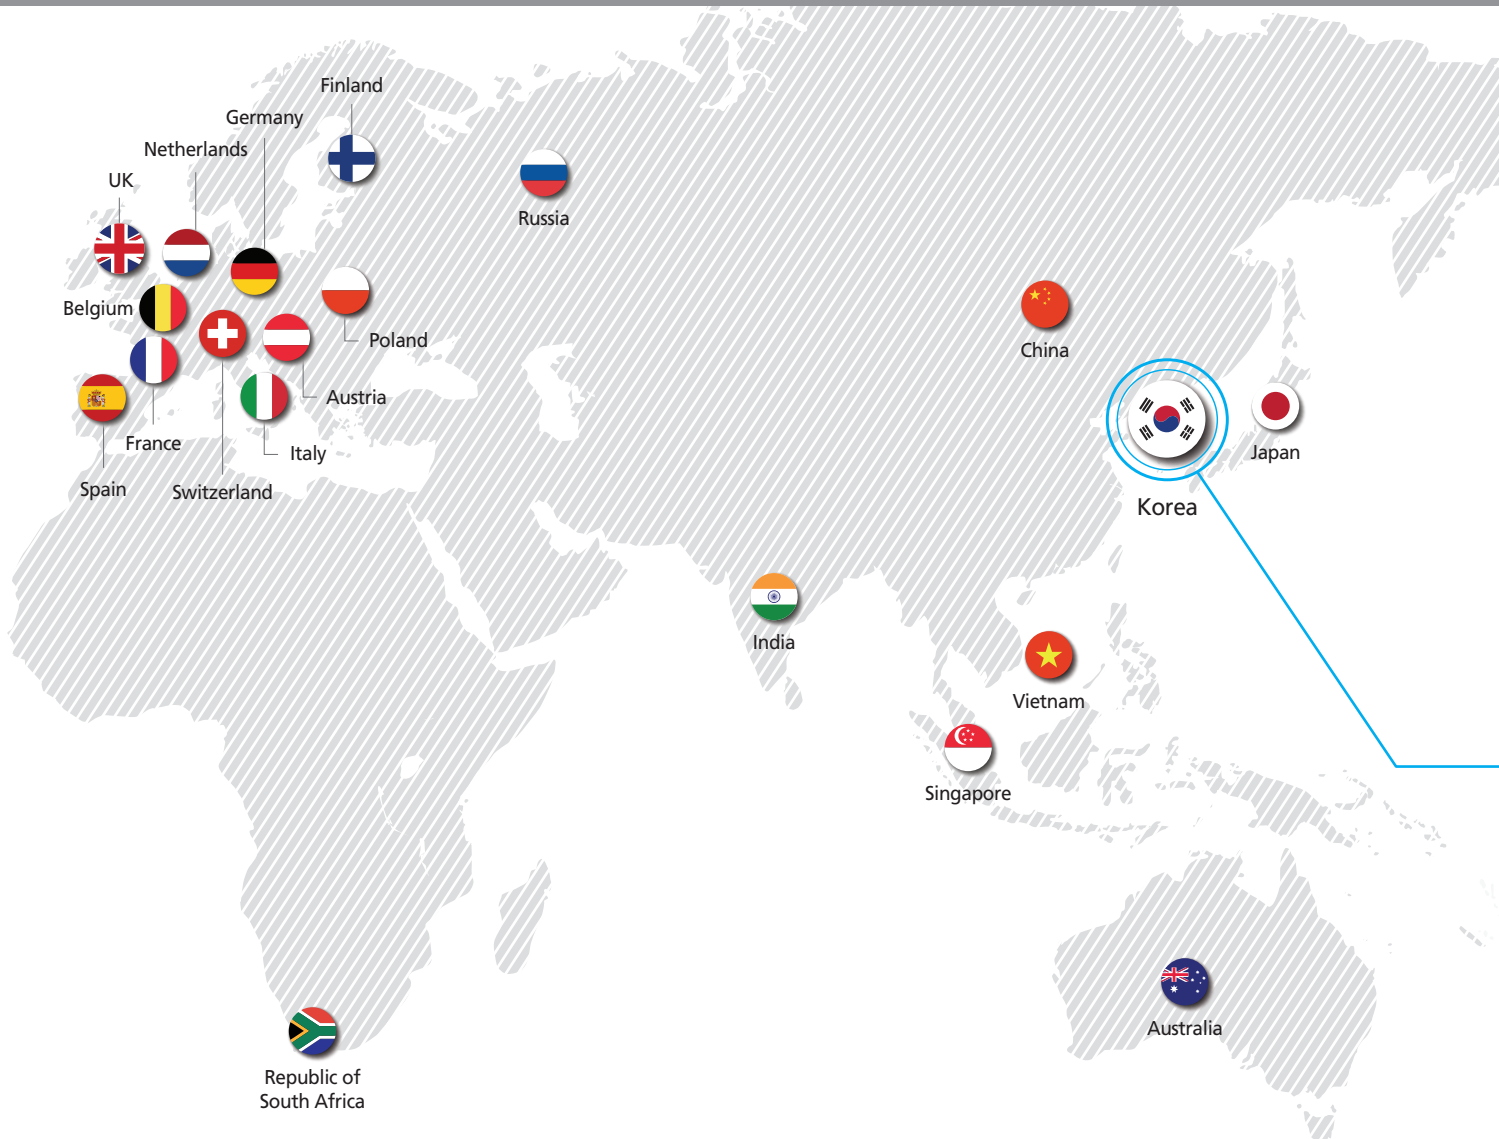 Finland
Germany
Netherlands
UK
Russia
Belgium
Poland
China
Austria
France
Italy
Japan
Spain
Switzerland
Korea
India
Vietnam
Singapore
Australia
Republic of
South Africa